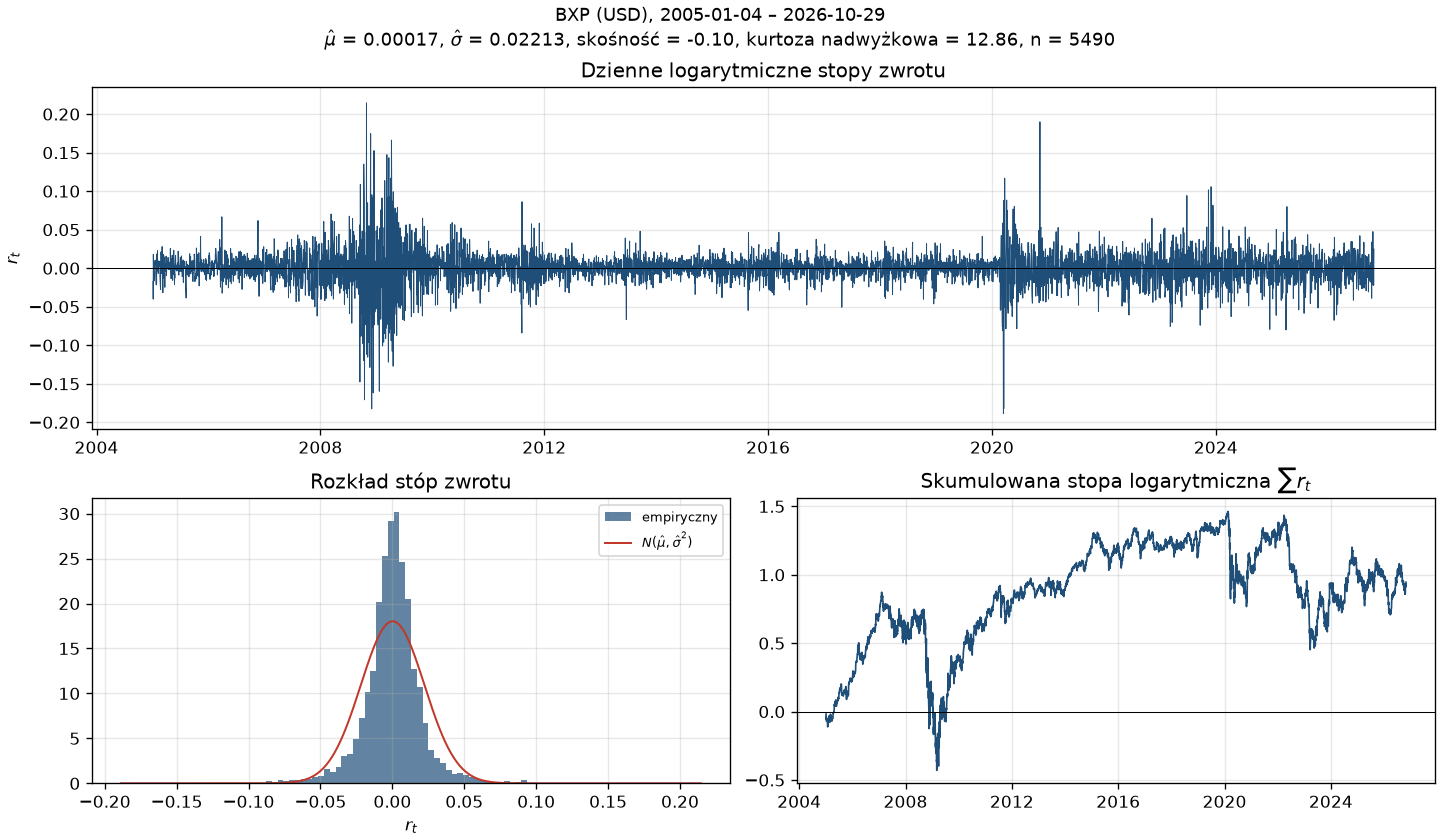 BXP (USD), 2005-01-04 – 2026-10-29
μ̂ = 0.00017, σ̂ = 0.02213, skośność = -0.10, kurtoza nadwyżkowa = 12.86, n = 5490
Dzienne logarytmiczne stopy zwrotu
0.20
0.15
0.10
0.05
0.00
−0.05
−0.10
−0.15
−0.20
r_t
2004 2008 2012 2016 2020 2024
Rozkład stóp zwrotu
30
25
20
15
10
5
0
empiryczny
N(μ̂, σ̂²)
−0.20 −0.15 −0.10 −0.05 0.00 0.05 0.10 0.15 0.20
r_t
Skumulowana stopa logarytmiczna ∑r_t
1.5
1.0
0.5
0.0
−0.5
2004 2008 2012 2016 2020 2024